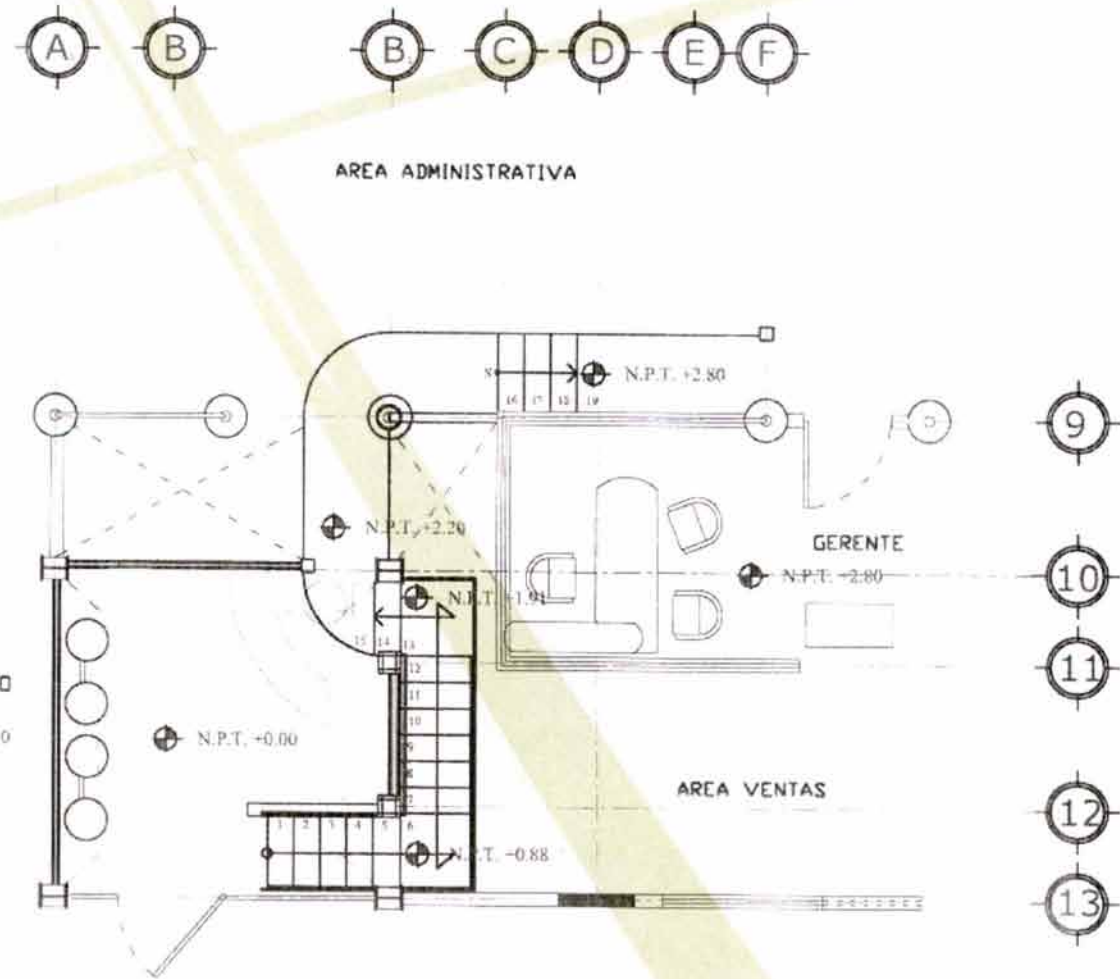 A B B C D E F
AREA ADMINISTRATIVA
S
N.P.T. +2.80
16 17 18 19
9
N.P.T. +2.20
GERENTE
N.P.T. +2.80
10
N.P.T. +1.91
15 14 13
12
11
11
10
9
8
7
N.P.T. +0.00
0
AREA VENTAS
12
1 2 3 4 5 6
N.P.T. +0.88
13